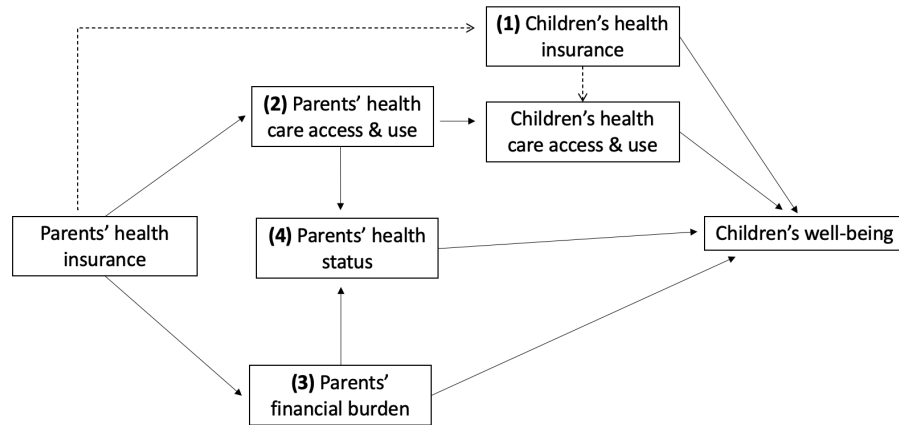 (1) Children’s health
insurance
(2) Parents’ health
care access & use
Children’s health
care access & use
Parents’ health
insurance
(4) Parents’ health
status
Children’s well-being
(3) Parents’
financial burden